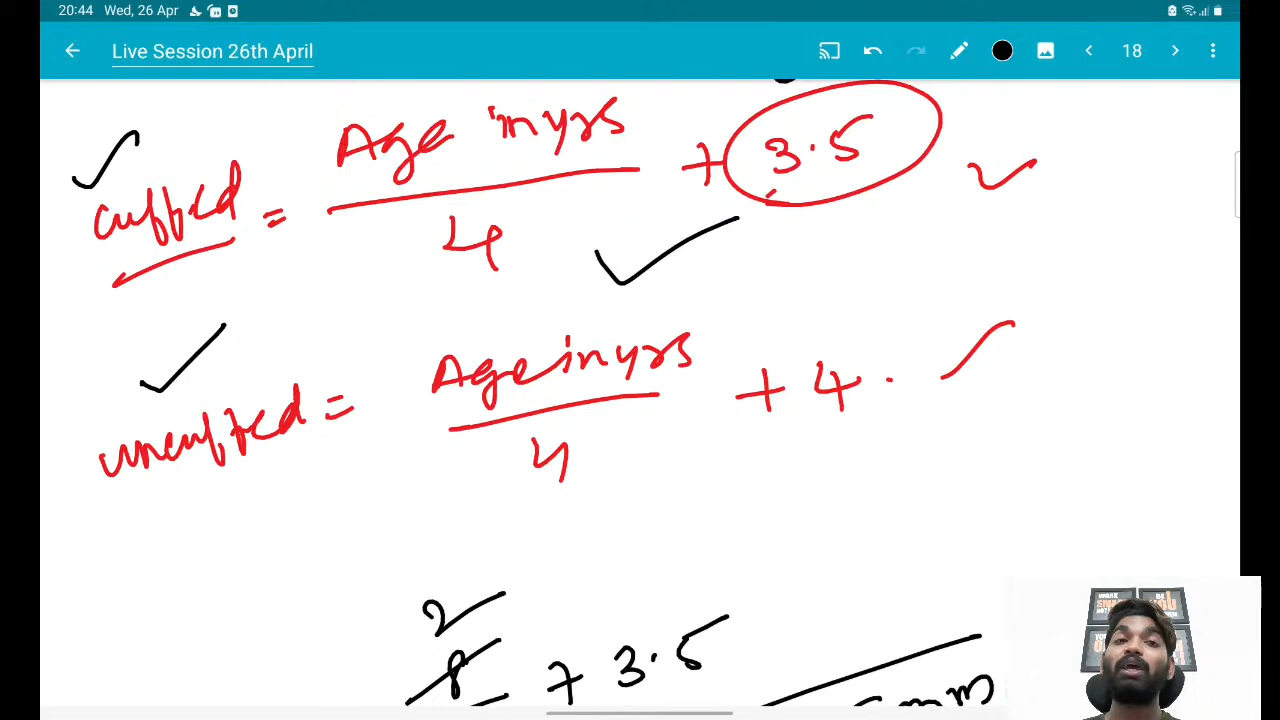 20:44 Wed, 26 Apr
Live Session 26th April
18
cuffed = Age in yrs / 4 + 3.5
uncuffed = Age in yrs / 4 + 4.
2
8 + 3.5
mm